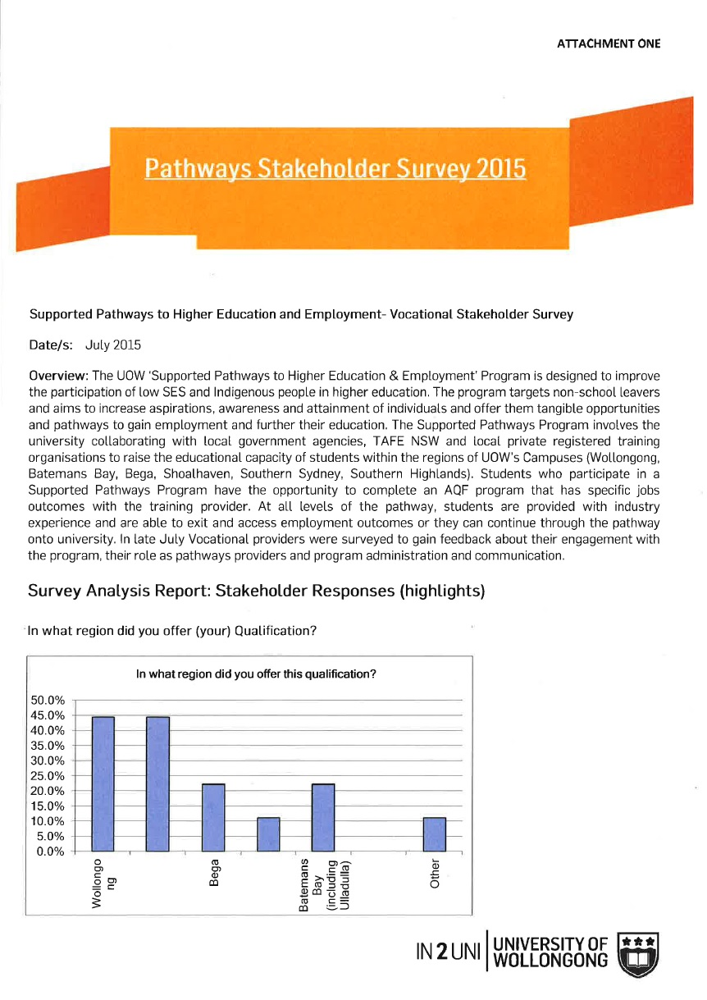 ATTACHMENT ONE
Pathways Stakeholder Survey 2015
Supported Pathways to Higher Education and Employment- Vocational Stakeholder Survey
Date/s: July 2015
Overview: The UOW 'Supported Pathways to Higher Education & Employment' Program is designed to improve
the participation of low SES and Indigenous people in higher education. The program targets non-school leavers
and aims to increase aspirations, awareness and attainment of individuals and offer them tangible opportunities
and pathways to gain employment and further their education. The Supported Pathways Program involves the
university collaborating with local government agencies, TAFE NSW and local private registered training
organisations to raise the educational capacity of students within the regions of UOW's Campuses (Wollongong,
Batemans Bay, Bega, Shoalhaven, Southern Sydney, Southern Highlands). Students who participate in a
Supported Pathways Program have the opportunity to complete an AQF program that has specific jobs
outcomes with the training provider. At all levels of the pathway, students are provided with industry
experience and are able to exit and access employment outcomes or they can continue through the pathway
onto university. In late July Vocational providers were surveyed to gain feedback about their engagement with
the program, their role as pathways providers and program administration and communication.
Survey Analysis Report: Stakeholder Responses (highlights)
In what region did you offer (your) Qualification?
In what region did you offer this qualification?
50.0%
45.0%
40.0%
35.0%
30.0%
25.0%
20.0%
15.0%
10.0%
5.0%
0.0%
Wollongo
ng
Bega
Batemans
Bay
(including
Ulladulla)
Other
IN2UNI
UNIVERSITY OF
WOLLONGONG